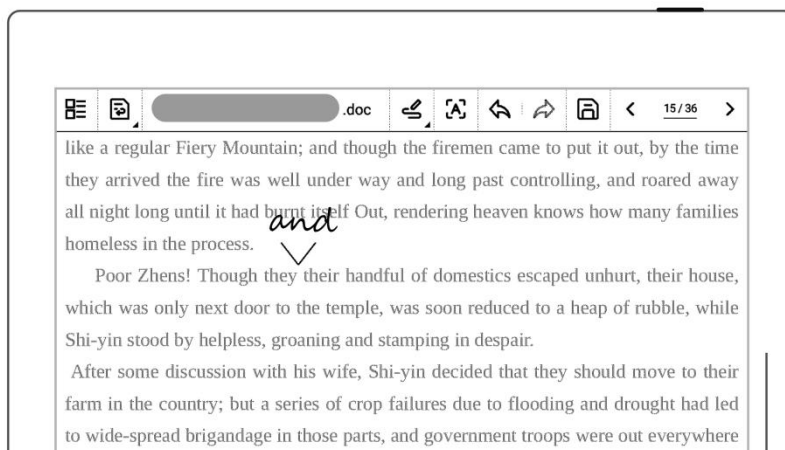 .doc
15/36
like a regular Fiery Mountain; and though the firemen came to put it out, by the time
they arrived the fire was well under way and long past controlling, and roared away
all night long until it had burnt itself Out, rendering heaven knows how many families
and
homeless in the process.
Poor Zhens! Though they their handful of domestics escaped unhurt, their house,
which was only next door to the temple, was soon reduced to a heap of rubble, while
Shi-yin stood by helpless, groaning and stamping in despair.
After some discussion with his wife, Shi-yin decided that they should move to their
farm in the country; but a series of crop failures due to flooding and drought had led
to wide-spread brigandage in those parts, and government troops were out everywhere